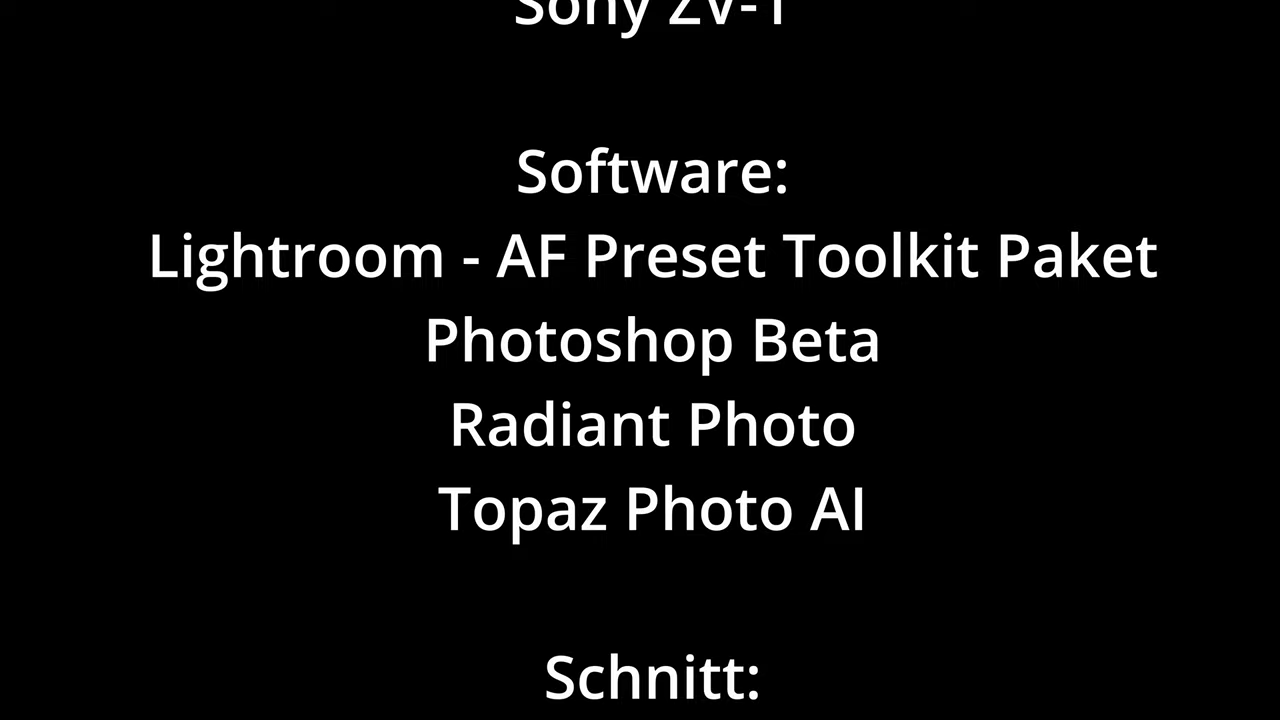 Sony ZV-1
Software:
Lightroom - AF Preset Toolkit Paket
Photoshop Beta
Radiant Photo
Topaz Photo AI
Schnitt: